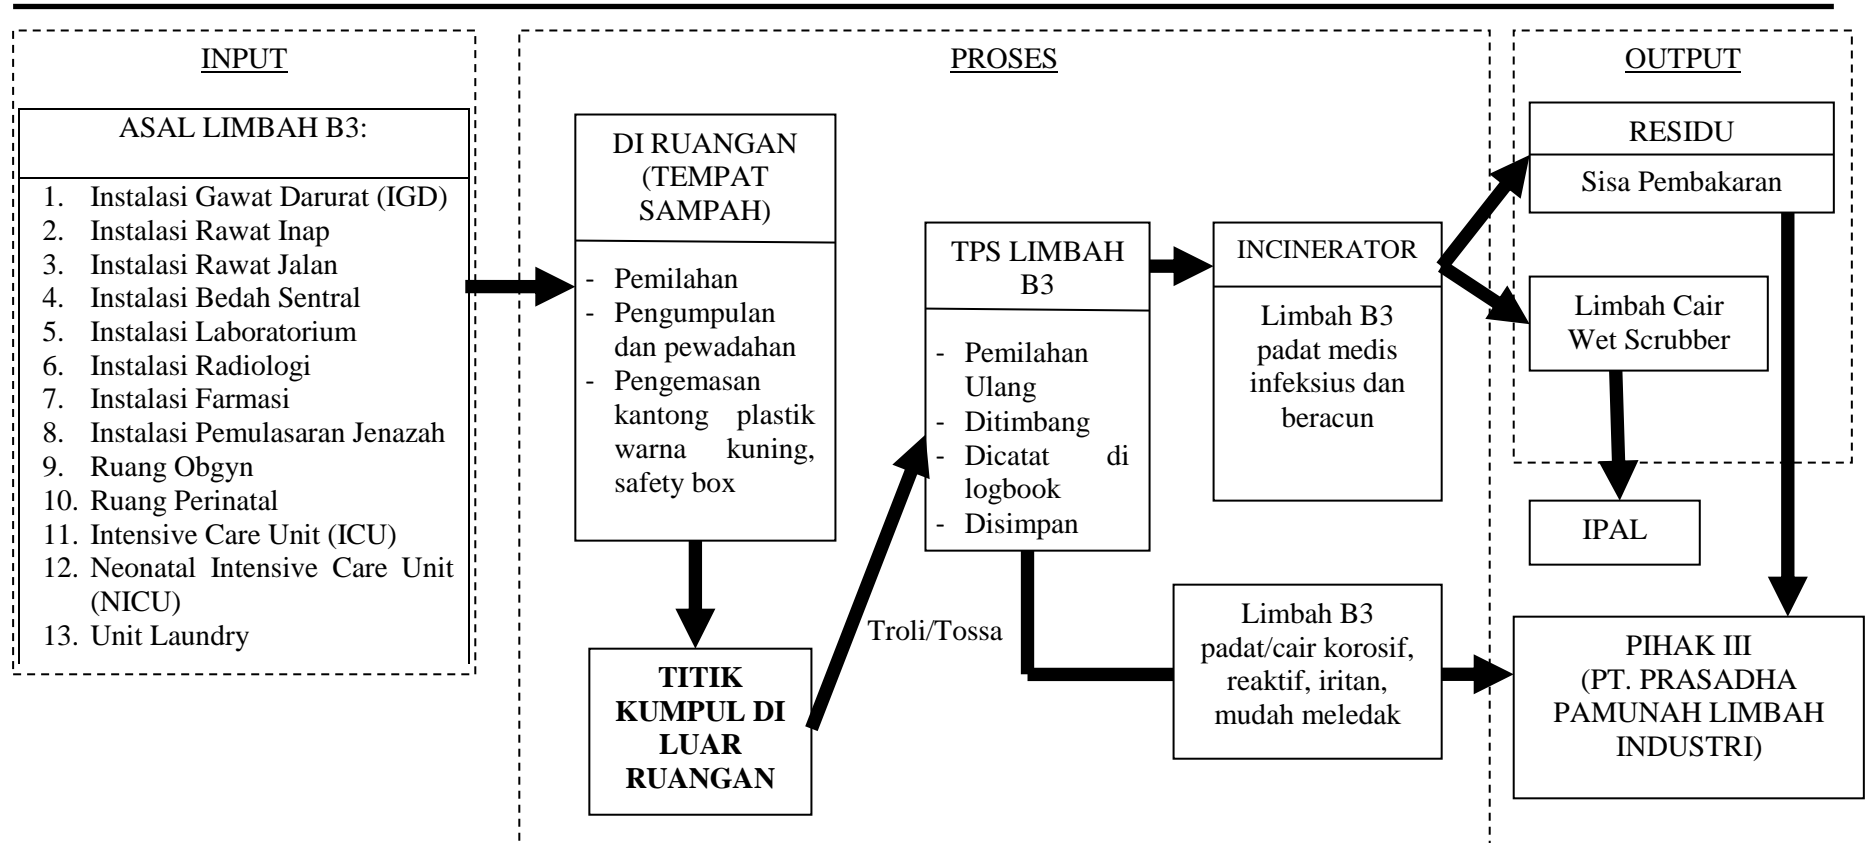 INPUT
ASAL LIMBAH B3:
1. Instalasi Gawat Darurat (IGD)
2. Instalasi Rawat Inap
3. Instalasi Rawat Jalan
4. Instalasi Bedah Sentral
5. Instalasi Laboratorium
6. Instalasi Radiologi
7. Instalasi Farmasi
8. Instalasi Pemulasaran Jenazah
9. Ruang Obgyn
10. Ruang Perinatal
11. Intensive Care Unit (ICU)
12. Neonatal Intensive Care Unit
(NICU)
13. Unit Laundry
PROSES
DI RUANGAN
(TEMPAT
SAMPAH)
- Pemilahan
- Pengumpulan
dan pewadahan
- Pengemasan
kantong plastik
warna kuning,
safety box
TITIK
KUMPUL DI
LUAR
RUANGAN
Troli/Tossa
TPS LIMBAH
B3
- Pemilahan
Ulang
- Ditimbang
- Dicatat di
logbook
- Disimpan
INCINERATOR
Limbah B3
padat medis
infeksius dan
beracun
Limbah B3
padat/cair korosif,
reaktif, iritan,
mudah meledak
OUTPUT
RESIDU
Sisa Pembakaran
Limbah Cair
Wet Scrubber
IPAL
PIHAK III
(PT. PRASADHA
PAMUNAH LIMBAH
INDUSTRI)